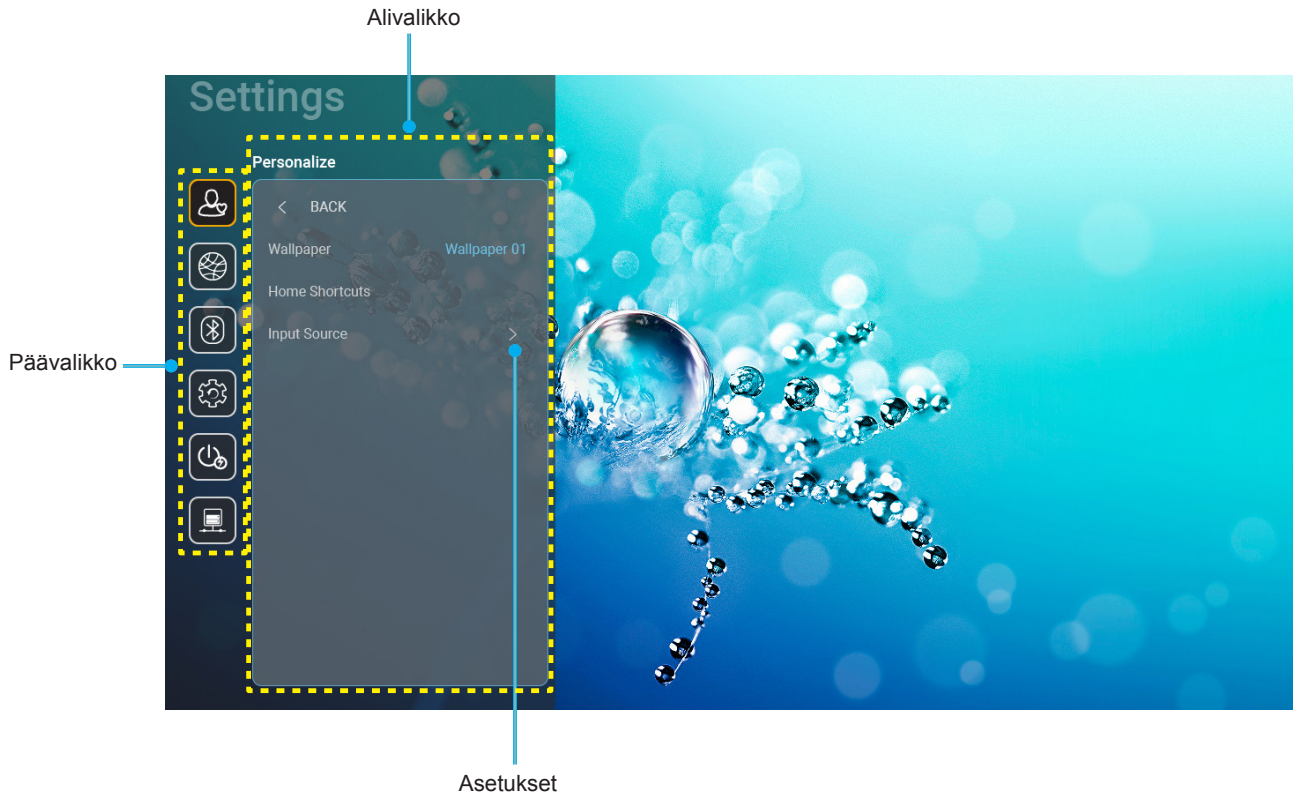 Alivalikko
Settings
Personalize
BACK
Wallpaper Wallpaper 01
Home Shortcuts
Input Source
Päävalikko
Asetukset